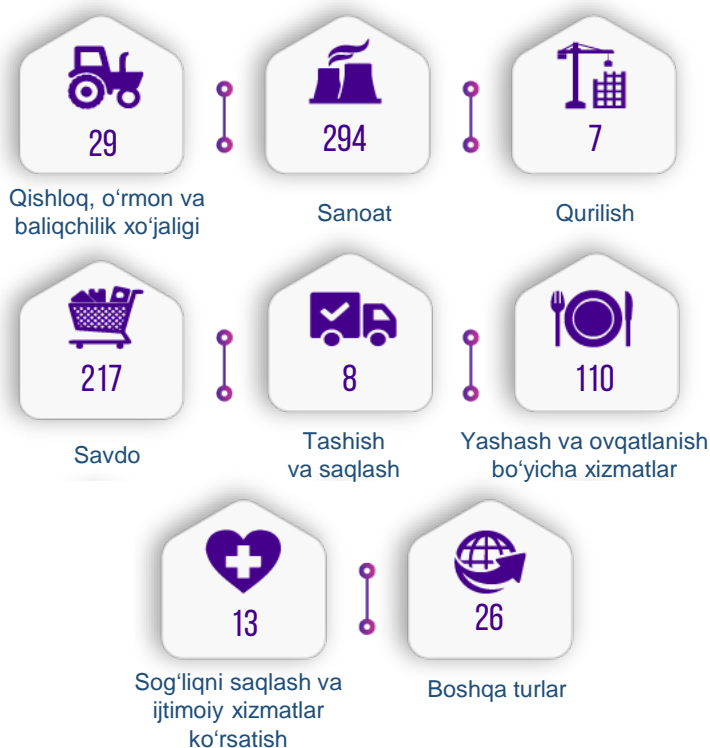 29
Qishloq, o‘rmon va
baliqchilik xo‘jaligi
294
Sanoat
7
Qurilish
217
Savdo
8
Tashish
va saqlash
110
Yashash va ovqatlanish
bo‘yicha xizmatlar
13
Sog‘liqni saqlash va
ijtimoiy xizmatlar
ko‘rsatish
26
Boshqa turlar